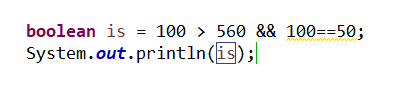 boolean is = 100 > 560 && 100==50;
System.out.println(is);